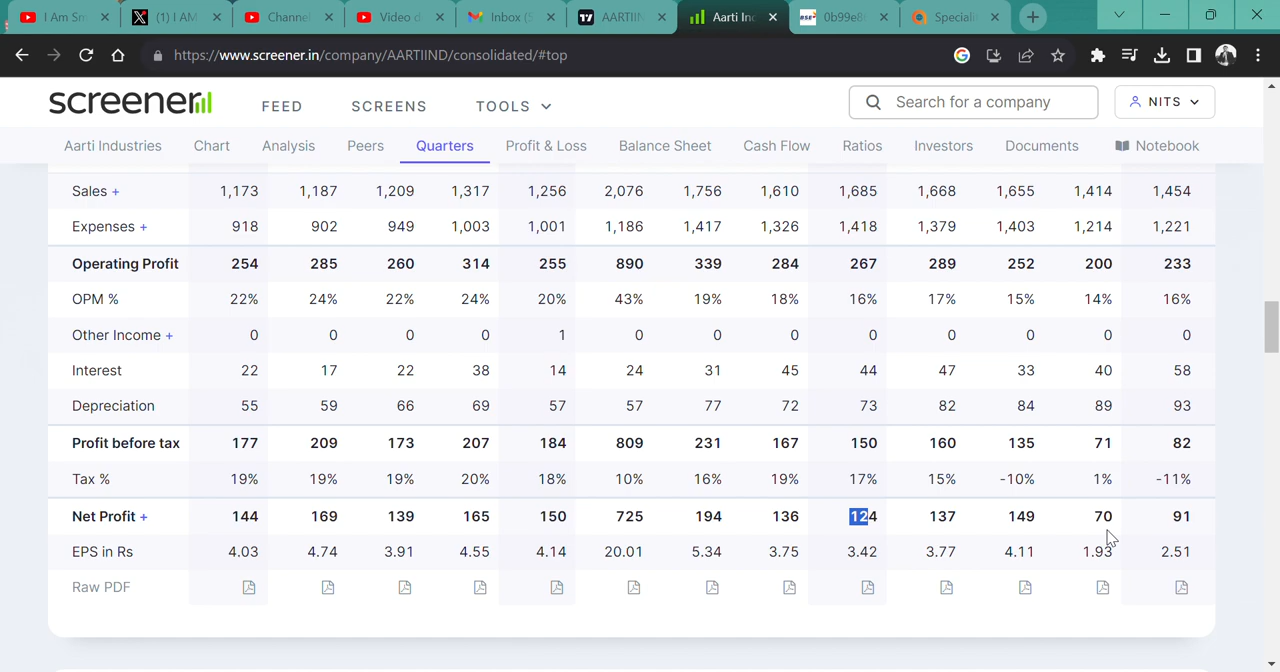 I Am Sm
(1) I AM
Channel
Video d
Inbox (5
AARTIIN
Aarti Inc
0b99e8
Speciali
https://www.screener.in/company/AARTIIND/consolidated/#top
screener
FEED
SCREENS
TOOLS
Search for a company
NITS
Aarti Industries
Chart
Analysis
Peers
Quarters
Profit & Loss
Balance Sheet
Cash Flow
Ratios
Investors
Documents
Notebook
Sales + 1,173 1,187 1,209 1,317 1,256 2,076 1,756 1,610 1,685 1,668 1,655 1,414 1,454
Expenses + 918 902 949 1,003 1,001 1,186 1,417 1,326 1,418 1,379 1,403 1,214 1,221
Operating Profit 254 285 260 314 255 890 339 284 267 289 252 200 233
OPM % 22% 24% 22% 24% 20% 43% 19% 18% 16% 17% 15% 14% 16%
Other Income + 0 0 0 0 1 0 0 0 0 0 0 0 0
Interest 22 17 22 38 14 24 31 45 44 47 33 40 58
Depreciation 55 59 66 69 57 57 77 72 73 82 84 89 93
Profit before tax 177 209 173 207 184 809 231 167 150 160 135 71 82
Tax % 19% 19% 19% 20% 18% 10% 16% 19% 17% 15% -10% 1% -11%
Net Profit + 144 169 139 165 150 725 194 136 124 137 149 70 91
EPS in Rs 4.03 4.74 3.91 4.55 4.14 20.01 5.34 3.75 3.42 3.77 4.11 1.93 2.51
Raw PDF